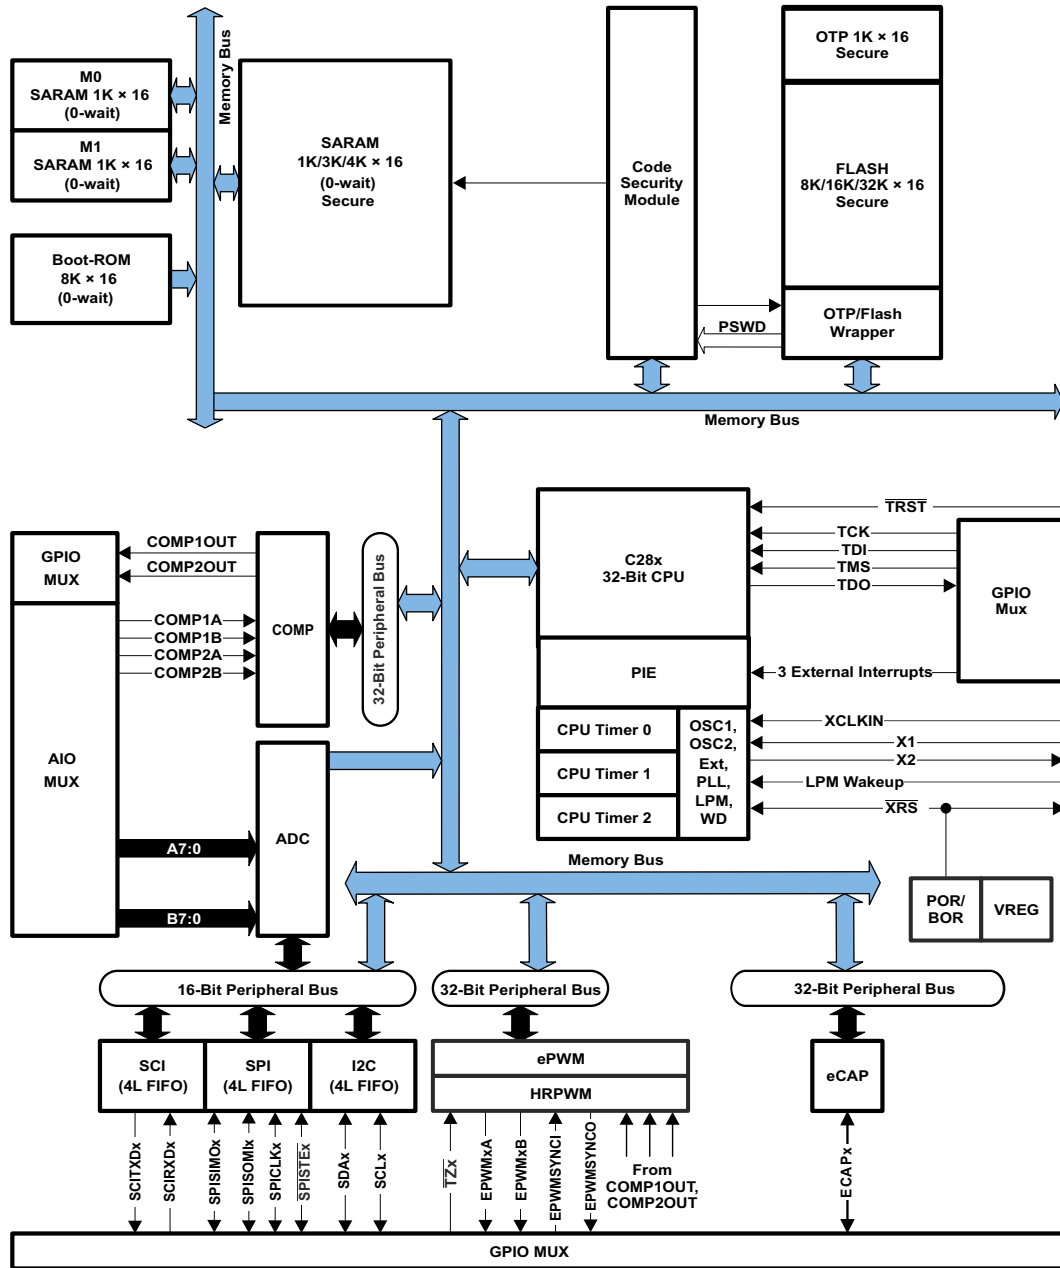 OTP 1K × 16
Secure
Memory Bus
M0
SARAM 1K × 16
(0-wait)
M1
SARAM 1K × 16
(0-wait)
SARAM
1K/3K/4K × 16
(0-wait)
Secure
Code
Security
Module
FLASH
8K/16K/32K × 16
Secure
Boot-ROM
8K × 16
(0-wait)
PSWD
OTP/Flash
Wrapper
Memory Bus
GPIO
MUX
COMP1OUT
COMP2OUT
COMP
32-Bit Peripheral Bus
COMP1A
COMP1B
COMP2A
COMP2B
AIO
MUX
C28x
32-Bit CPU
TRST
TCK
TDI
TMS
TDO
GPIO
Mux
PIE
3 External Interrupts
CPU Timer 0
CPU Timer 1
CPU Timer 2
OSC1,
OSC2,
Ext,
PLL,
LPM,
WD
XCLKIN
X1
X2
LPM Wakeup
XRS
A7:0
B7:0
ADC
Memory Bus
POR/
BOR
VREG
16-Bit Peripheral Bus
32-Bit Peripheral Bus
32-Bit Peripheral Bus
SCI
(4L FIFO)
SPI
(4L FIFO)
I2C
(4L FIFO)
ePWM
HRPWM
eCAP
SCITXDx
SCIRXDx
SPISIMOx
SPISOMIx
SPICLKx
SPISTEx
SDAx
SCLx
TZx
EPWMxA
EPWMxB
EPWMSYNCI
EPWMSYNCO
From
COMP1OUT,
COMP2OUT
ECAPx
GPIO MUX